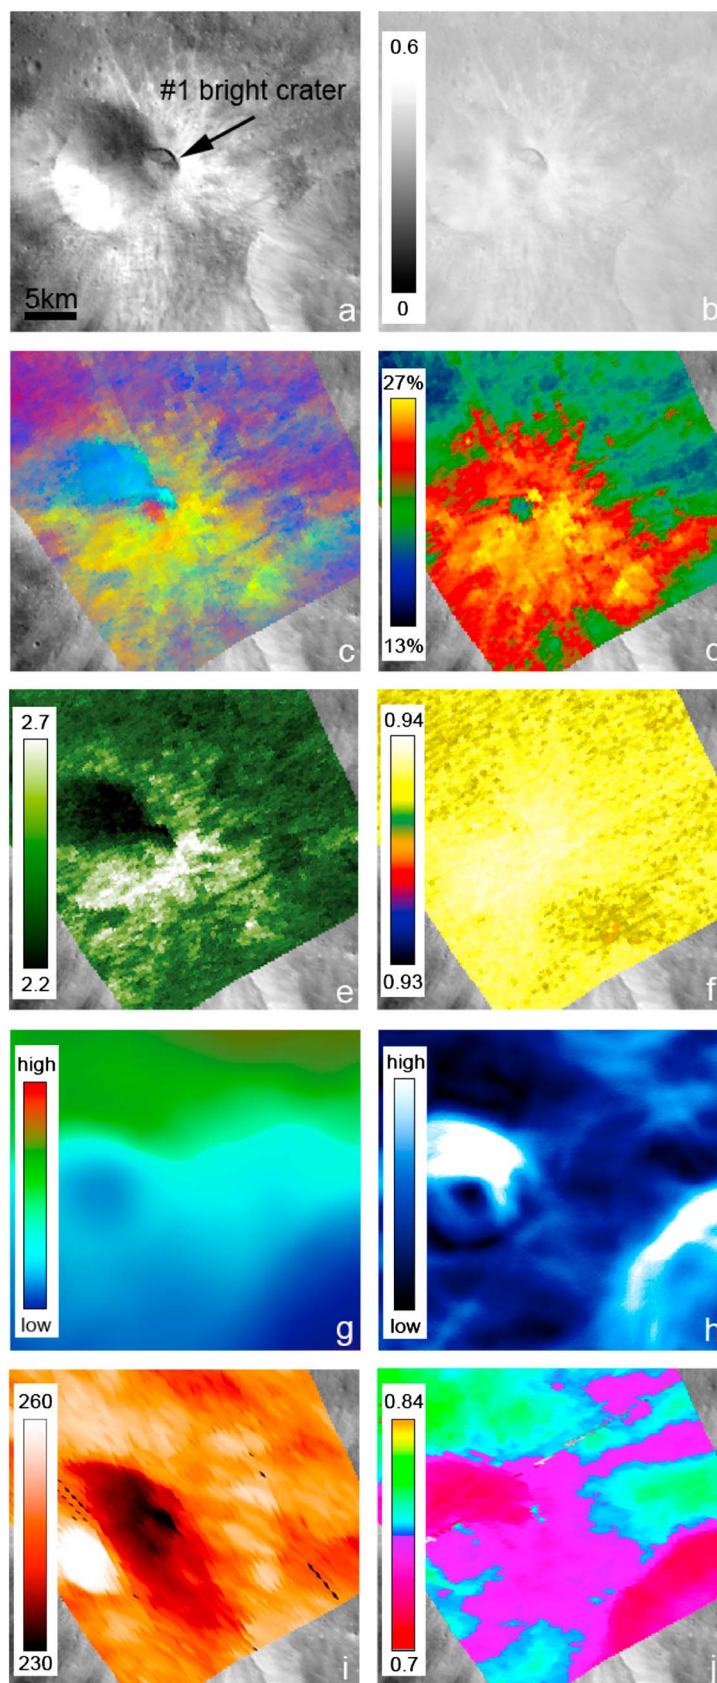 #1 bright crater
5km
a
0.6
0
b
c
27%
13%
d
2.7
2.2
e
0.94
0.93
f
high
low
g
high
low
h
260
230
i
0.84
0.7
j